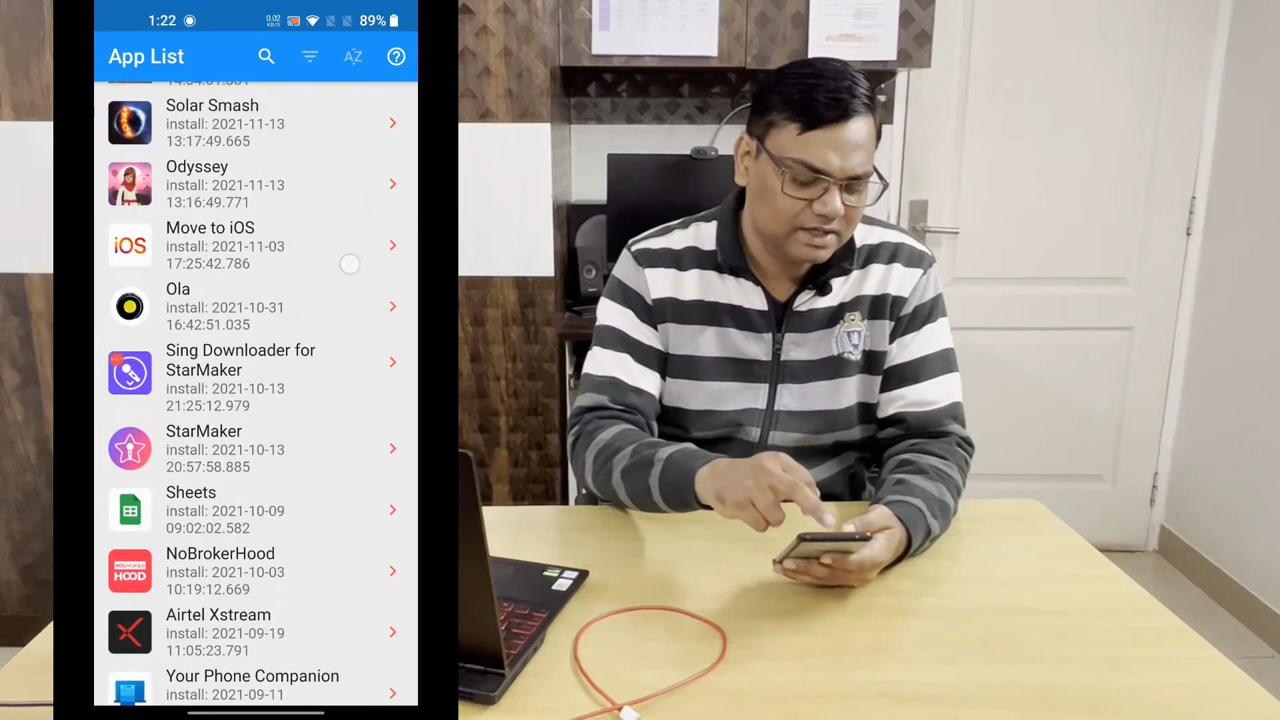 1:22
0.02
KB/S
89%
App List
AZ
Solar Smash
install: 2021-11-13
13:17:49.665
Odyssey
install: 2021-11-13
13:16:49.771
Move to iOS
install: 2021-11-03
17:25:42.786
iOS
Ola
install: 2021-10-31
16:42:51.035
Sing Downloader for
StarMaker
install: 2021-10-13
21:25:12.979
StarMaker
install: 2021-10-13
20:57:58.885
Sheets
install: 2021-10-09
09:02:02.582
NoBrokerHood
install: 2021-10-03
10:19:12.669
HOOD
Airtel Xstream
install: 2021-09-19
11:05:23.791
Your Phone Companion
install: 2021-09-11